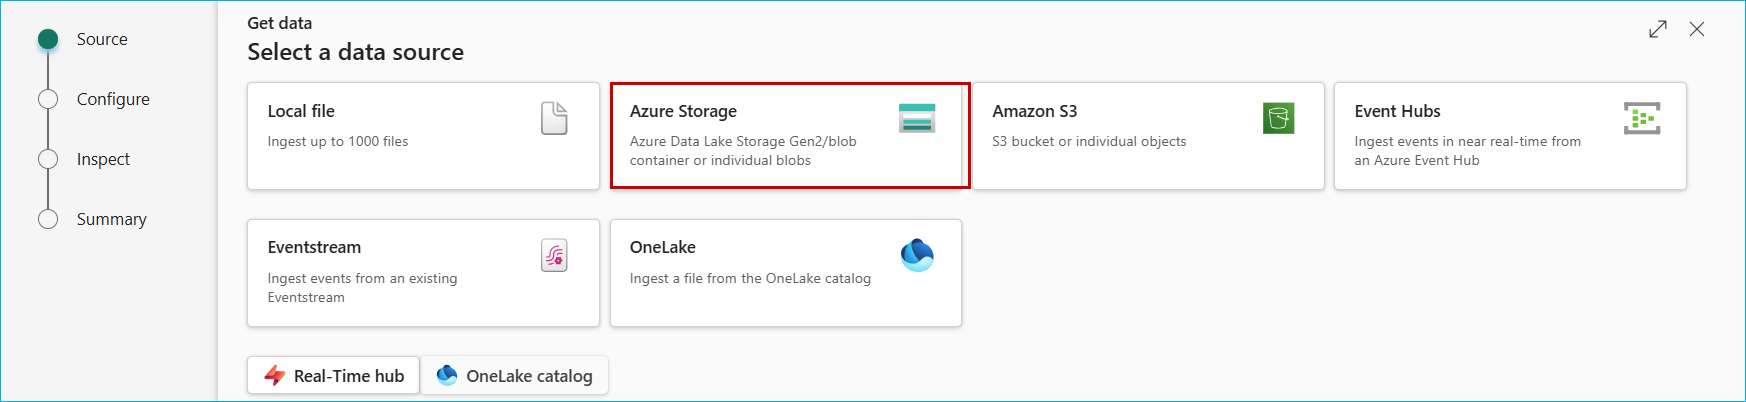 Source
Configure
Inspect
Summary
Get data
Select a data source
Local file
Ingest up to 1000 files
Azure Storage
Azure Data Lake Storage Gen2/blob
container or individual blobs
Amazon S3
S3 bucket or individual objects
Event Hubs
Ingest events in near real-time from
an Azure Event Hub
Eventstream
Ingest events from an existing
Eventstream
OneLake
Ingest a file from the OneLake catalog
Real-Time hub
OneLake catalog